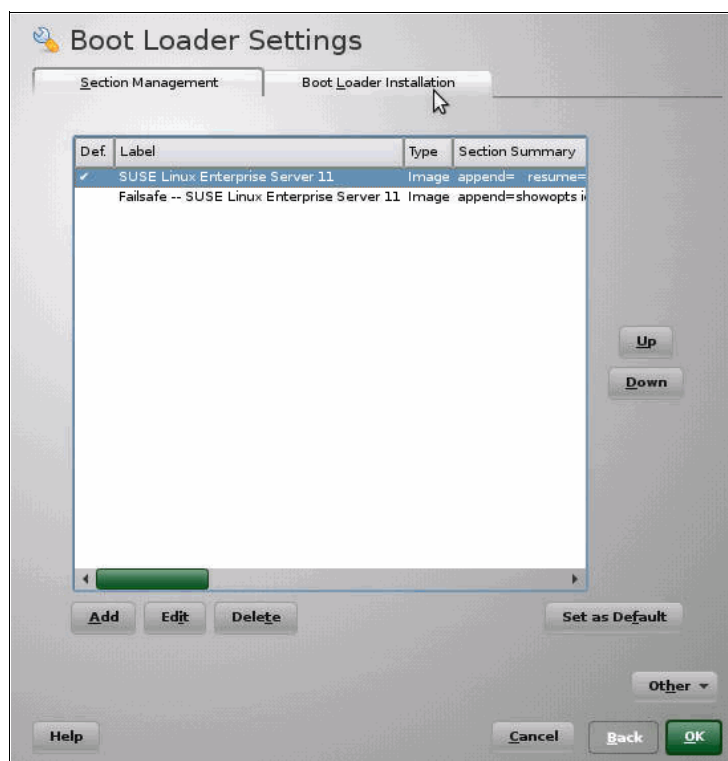 Boot Loader Settings
Section Management
Boot Loader Installation
Def. Label Type Section Summary
✔ SUSE Linux Enterprise Server 11 Image append= resume=
Failsafe -- SUSE Linux Enterprise Server 11 Image append=showopts
Up
Down
Add Edit Delete Set as Default
Other
Help Cancel Back OK